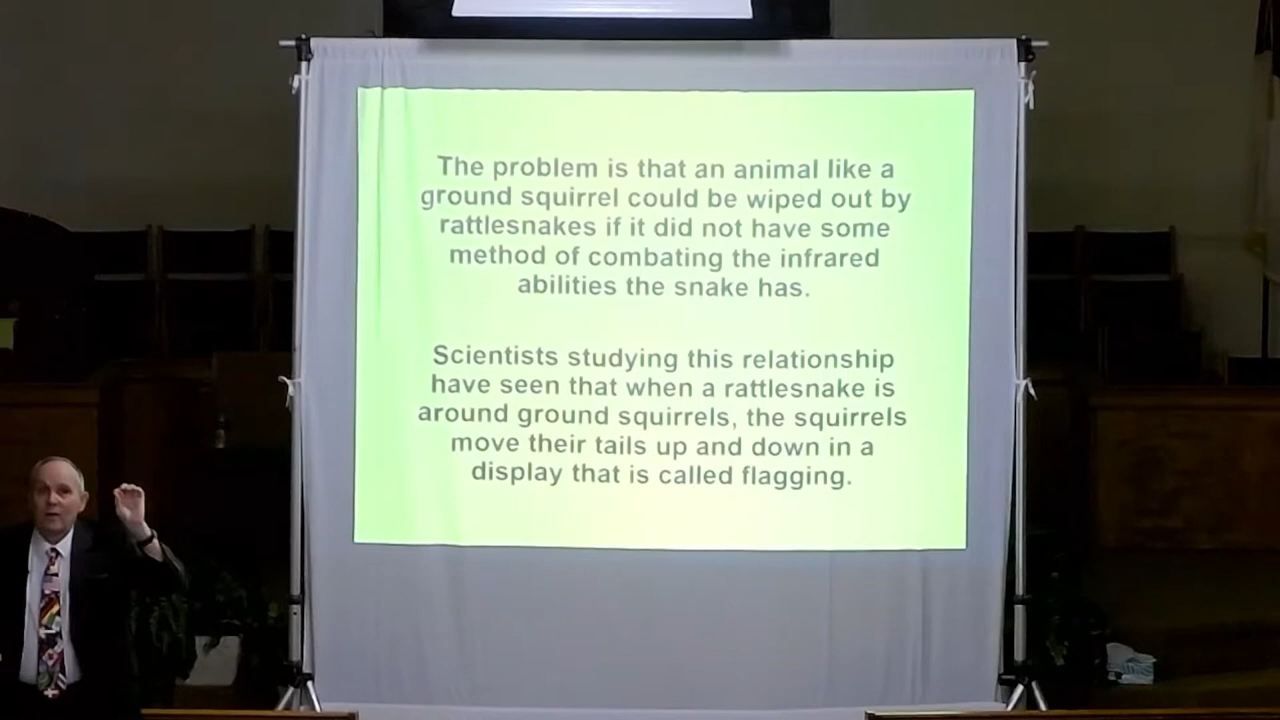 The problem is that an animal like a
ground squirrel could be wiped out by
rattlesnakes if it did not have some
method of combating the infrared
abilities the snake has.
Scientists studying this relationship
have seen that when a rattlesnake is
around ground squirrels, the squirrels
move their tails up and down in a
display that is called flagging.